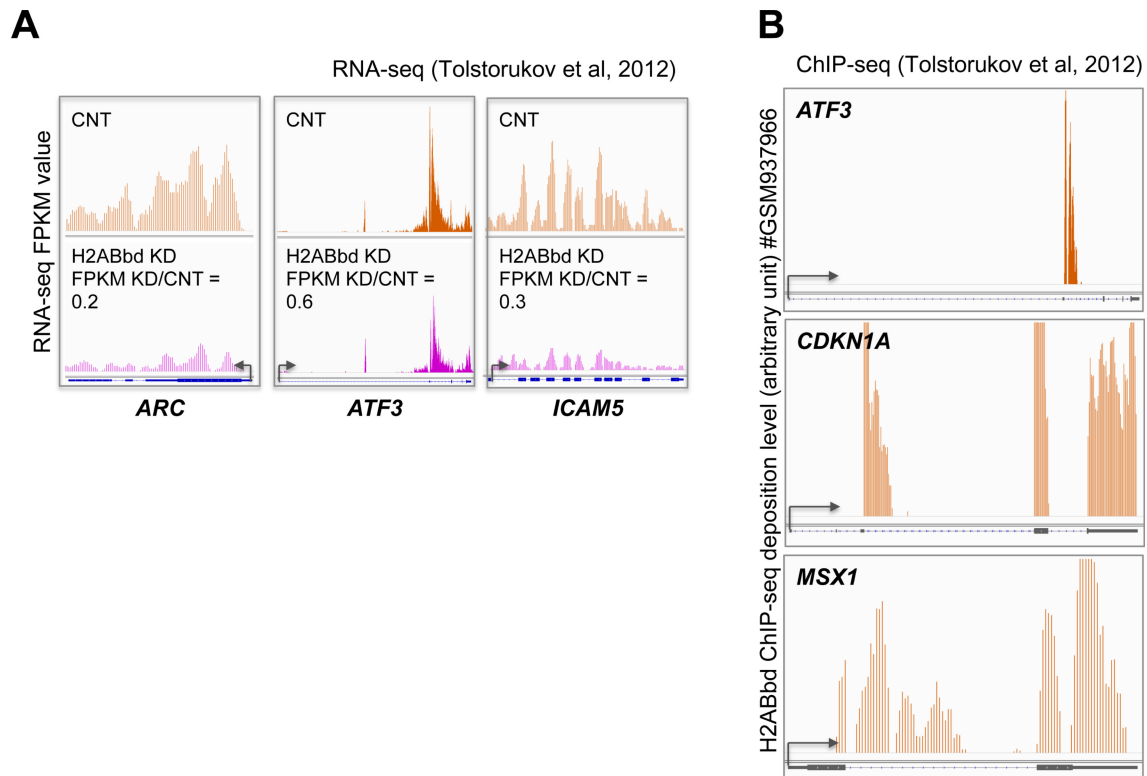 A
RNA-seq (Tolstorukov et al, 2012)
RNA-seq FPKM value
CNT
H2ABbd KD
FPKM KD/CNT =
0.2
ARC
CNT
H2ABbd KD
FPKM KD/CNT =
0.6
ATF3
CNT
H2ABbd KD
FPKM KD/CNT =
0.3
ICAM5
B
ChIP-seq (Tolstorukov et al, 2012)
H2ABbd ChIP-seq deposition level (arbitrary unit) #GSM937966
ATF3
CDKN1A
MSX1